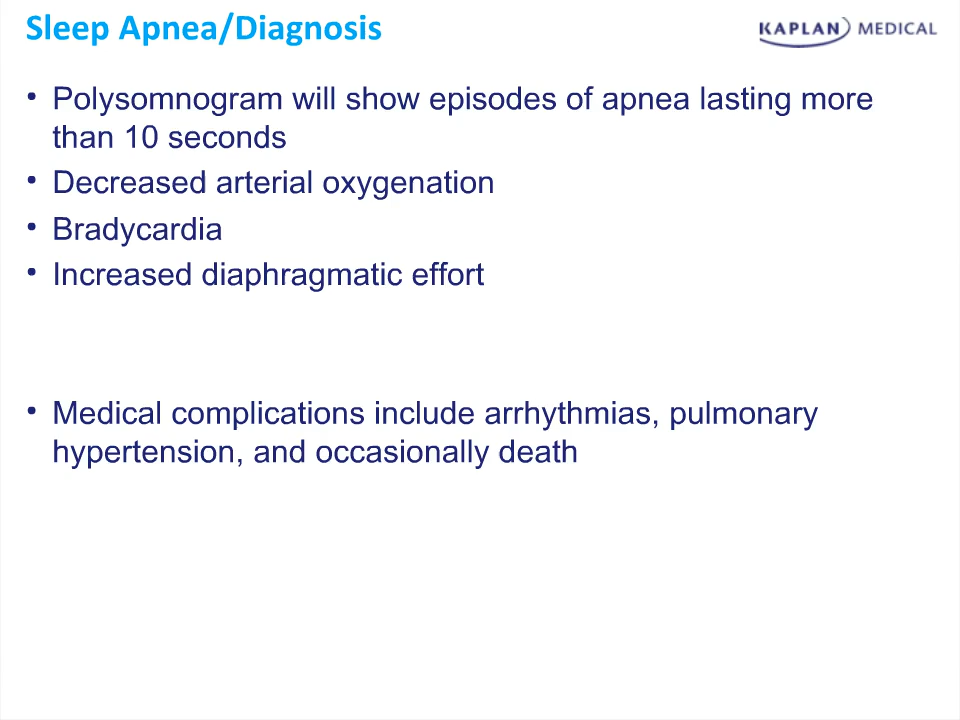 Sleep Apnea/Diagnosis
KAPLAN MEDICAL
• Polysomnogram will show episodes of apnea lasting more
than 10 seconds
• Decreased arterial oxygenation
• Bradycardia
• Increased diaphragmatic effort
• Medical complications include arrhythmias, pulmonary
hypertension, and occasionally death